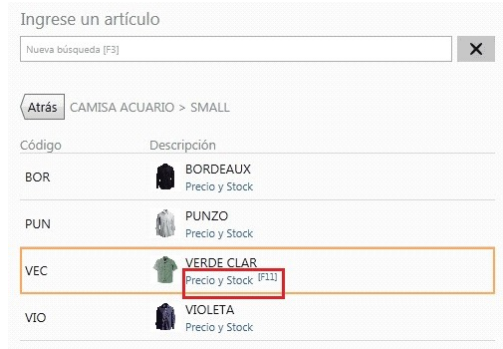 Ingrese un artículo
Nueva búsqueda [F3]
Atrás CAMISA ACUARIO > SMALL
Código Descripción
BOR BORDEAUX
Precio y Stock
PUN PUNZO
Precio y Stock
VEC VERDE CLAR
Precio y Stock [F11]
VIO VIOLETA
Precio y Stock